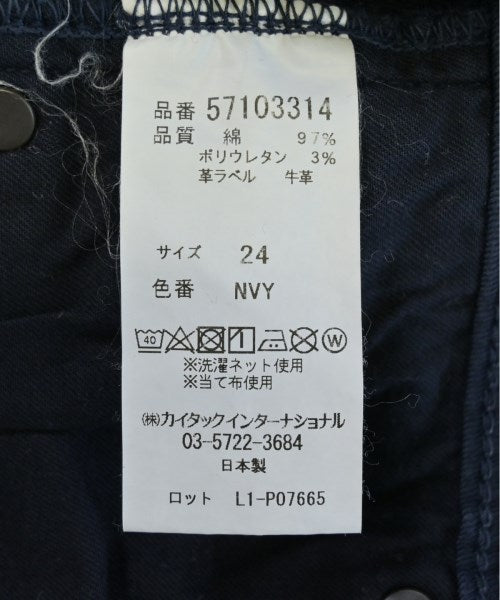 品番 57103314
品質 綿 97%
ポリウレタン 3%
革ラベル 牛革
サイズ 24
色番 NVY
40 W
※洗濯ネット使用
※当て布使用
㈱カイタックインターナショナル
03-5722-3684
日本製
ロット L1-P07665